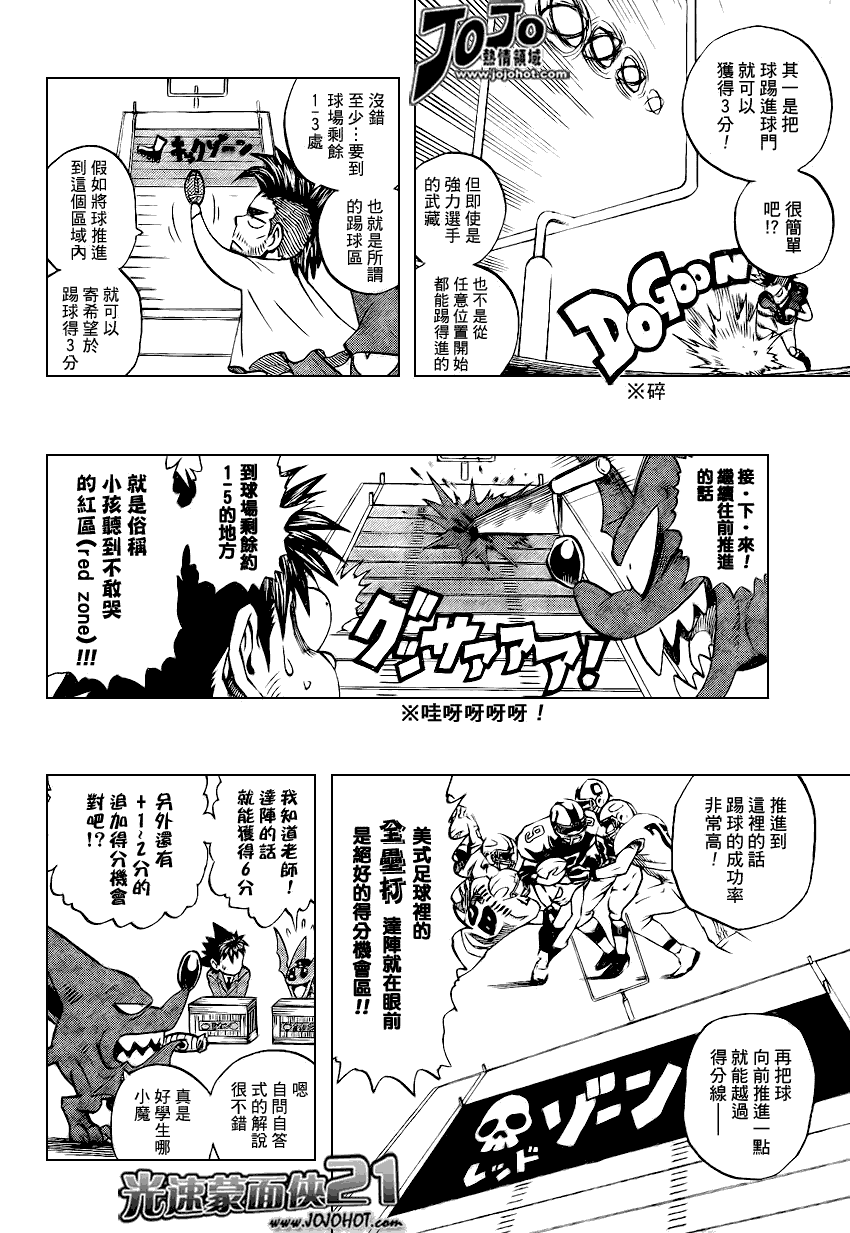 JOJO
熱情領域
www.jojohot.com
其一是把
球踢進球門
就可以
獲得3分！
很簡單
吧！？
DOGOON
※碎
但即使是
強力選手
的武藏
也不是從
任意位置開始
都能踢得進的
沒錯
至少…要到
球場剩餘
1-3處
也就是所謂
的踢球區
キックゾーン
假如將球推進
到這個區域內
就可以
寄希望於
踢球得3分
接・下・來！
繼續往前推進
的話
グンサアアアア！
※哇呀呀呀呀！
到球場剩餘約
1-5的地方
就是俗稱
小孩聽到不敢哭
的紅區(red zone)!!!
推進到
這裡的話
踢球的成功率
非常高！
美式足球裡的
全壘打 達陣就在眼前
是絕好的得分機會區!!
再把球
向前推進一點
就能越過
得分線──
レッドゾーン
我知道老師！
達陣的話
就能獲得6分
另外還有
+1~2分的
追加得分機會
對吧！？
嗯
自問自答
式的解說
很不錯
真是
好學生哪
小魔
光速蒙面俠21
www.JOJOHOT.com